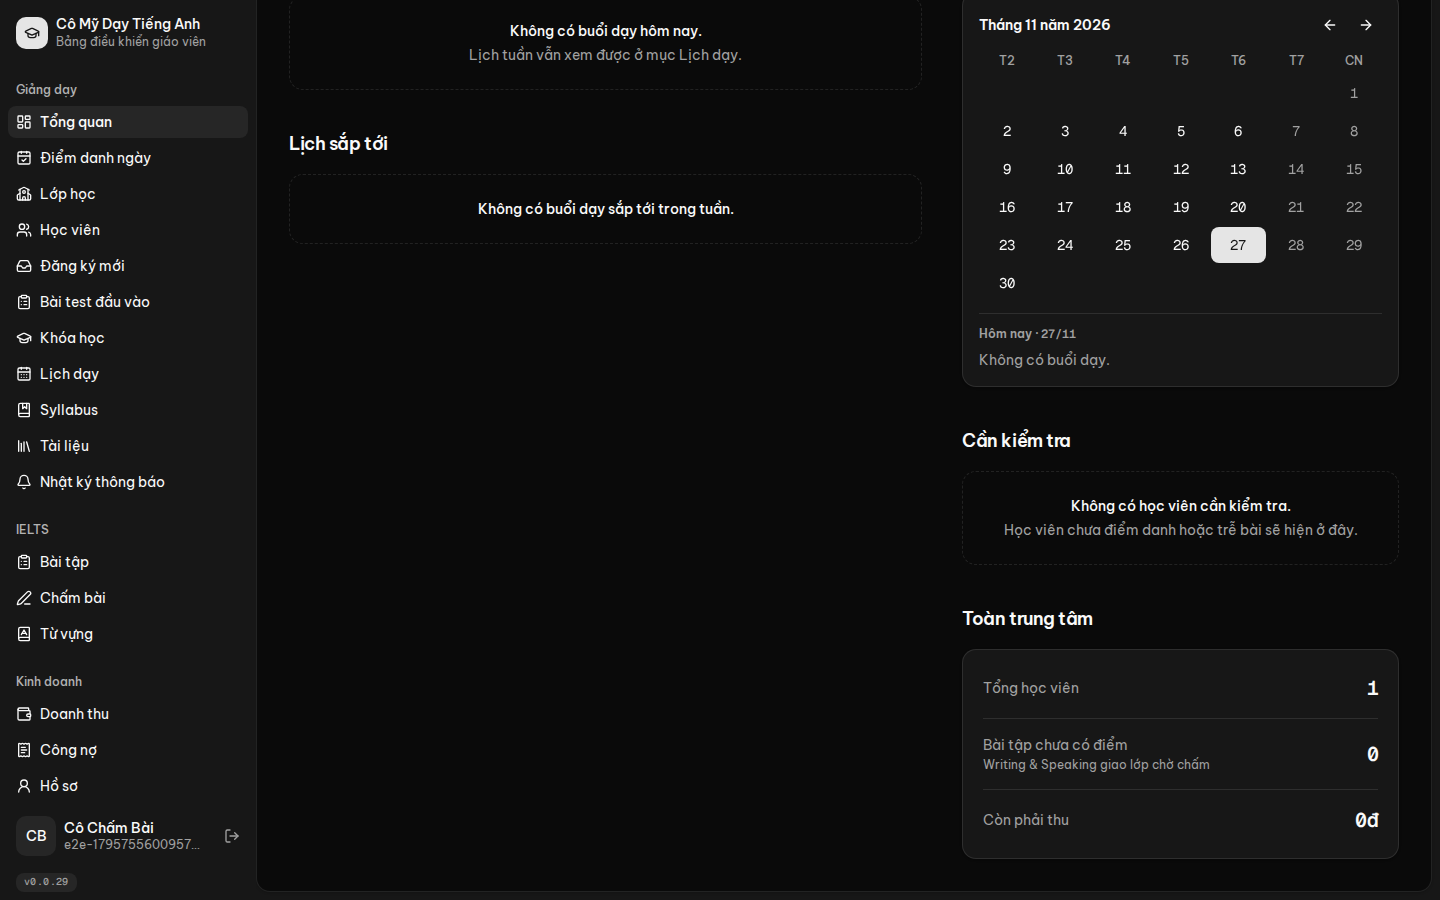 Cô Mỹ Dạy Tiếng Anh
Bảng điều khiển giáo viên
Giảng dạy
Tổng quan
Điểm danh ngày
Lớp học
Học viên
Đăng ký mới
Bài test đầu vào
Khóa học
Lịch dạy
Syllabus
Tài liệu
Nhật ký thông báo
IELTS
Bài tập
Chấm bài
Từ vựng
Kinh doanh
Doanh thu
Công nợ
Hồ sơ
CB
Cô Chấm Bài
e2e-1795755600957...
v0.0.29
Không có buổi dạy hôm nay.
Lịch tuần vẫn xem được ở mục Lịch dạy.
Lịch sắp tới
Không có buổi dạy sắp tới trong tuần.
Tháng 11 năm 2026
T2 T3 T4 T5 T6 T7 CN
1
2 3 4 5 6 7 8
9 10 11 12 13 14 15
16 17 18 19 20 21 22
23 24 25 26 27 28 29
30
Hôm nay · 27/11
Không có buổi dạy.
Cần kiểm tra
Không có học viên cần kiểm tra.
Học viên chưa điểm danh hoặc trễ bài sẽ hiện ở đây.
Toàn trung tâm
Tổng học viên 1
Bài tập chưa có điểm 0
Writing & Speaking giao lớp chờ chấm
Còn phải thu 0đ